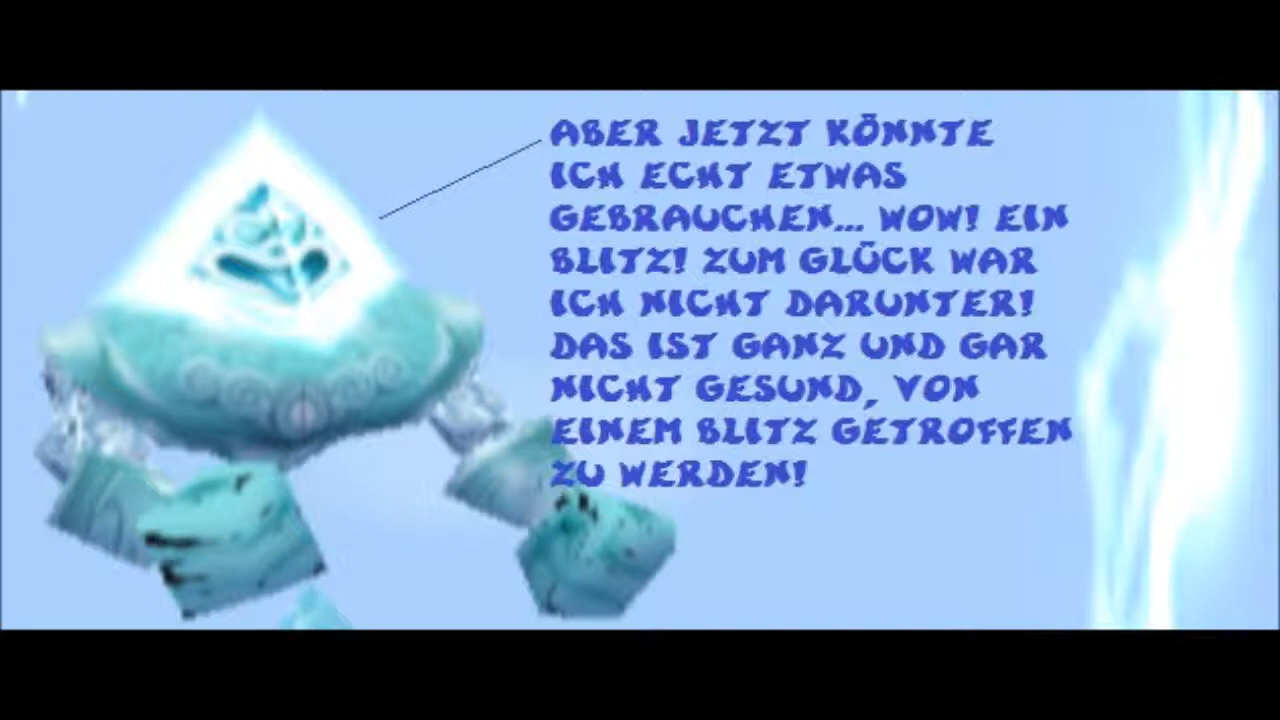 ABER JETZT KÖNNTE
ICH ECHT ETWAS
GEBRAUCHEN... WOW! EIN
BLITZ! ZUM GLÜCK WAR
ICH NICHT DARUNTER!
DAS IST GANZ UND GAR
NICHT GESUND, VON
EINEM BLITZ GETROFFEN
ZU WERDEN!